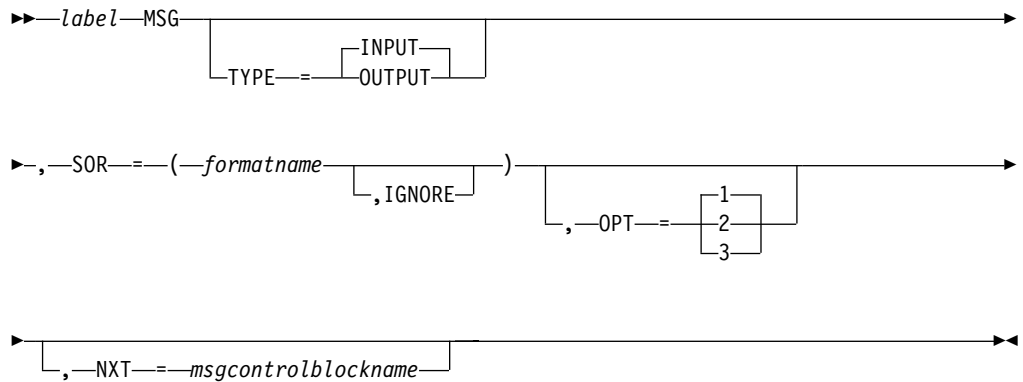 label MSG
INPUT
TYPE = OUTPUT
, SOR = ( formatname )
,IGNORE
1
, OPT = 2
3
, NXT = msgcontrolblockname